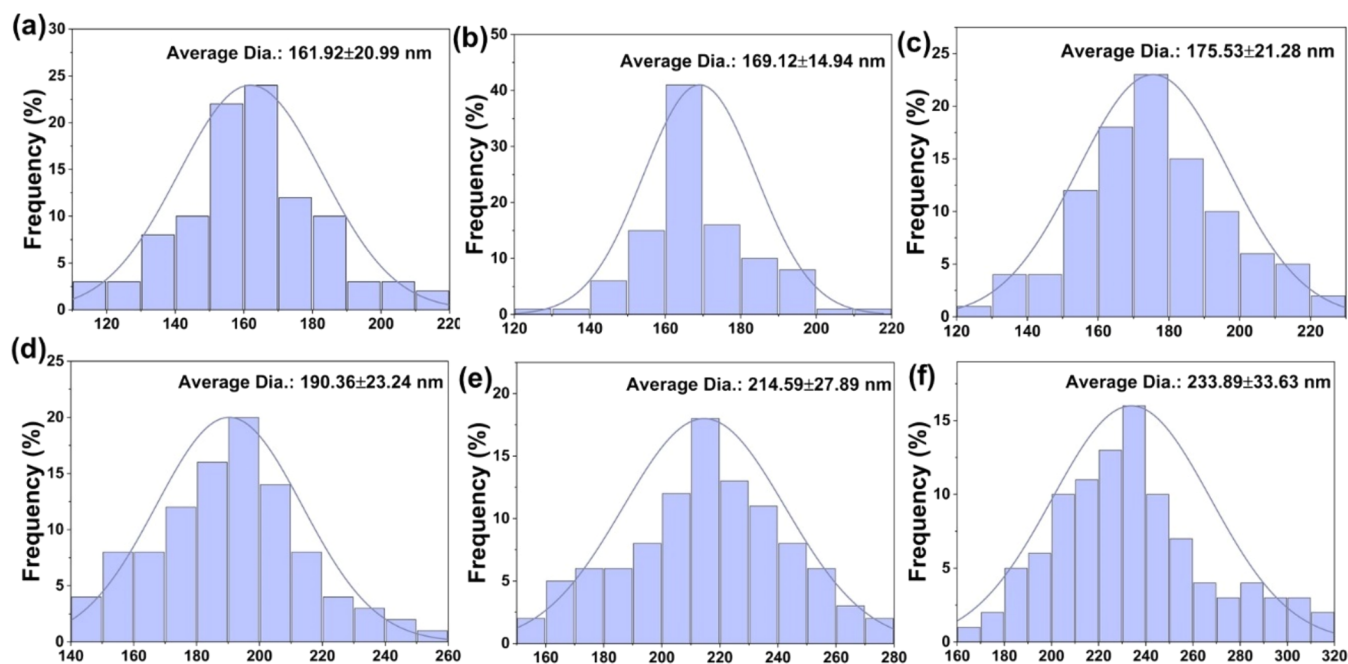 (a)
Average Dia.: 161.92±20.99 nm
Frequency (%)
30
25
20
15
10
5
0
120 140 160 180 200 220
(b)
Average Dia.: 169.12±14.94 nm
Frequency (%)
50
40
30
20
10
0
120 140 160 180 200 220
(c)
Average Dia.: 175.53±21.28 nm
Frequency (%)
25
20
15
10
5
0
120 140 160 180 200 220
(d)
Average Dia.: 190.36±23.24 nm
Frequency (%)
25
20
15
10
5
0
140 160 180 200 220 240 260
(e)
Average Dia.: 214.59±27.89 nm
Frequency (%)
20
15
10
5
0
160 180 200 220 240 260 280
(f)
Average Dia.: 233.89±33.63 nm
Frequency (%)
15
10
5
0
160 180 200 220 240 260 280 300 320